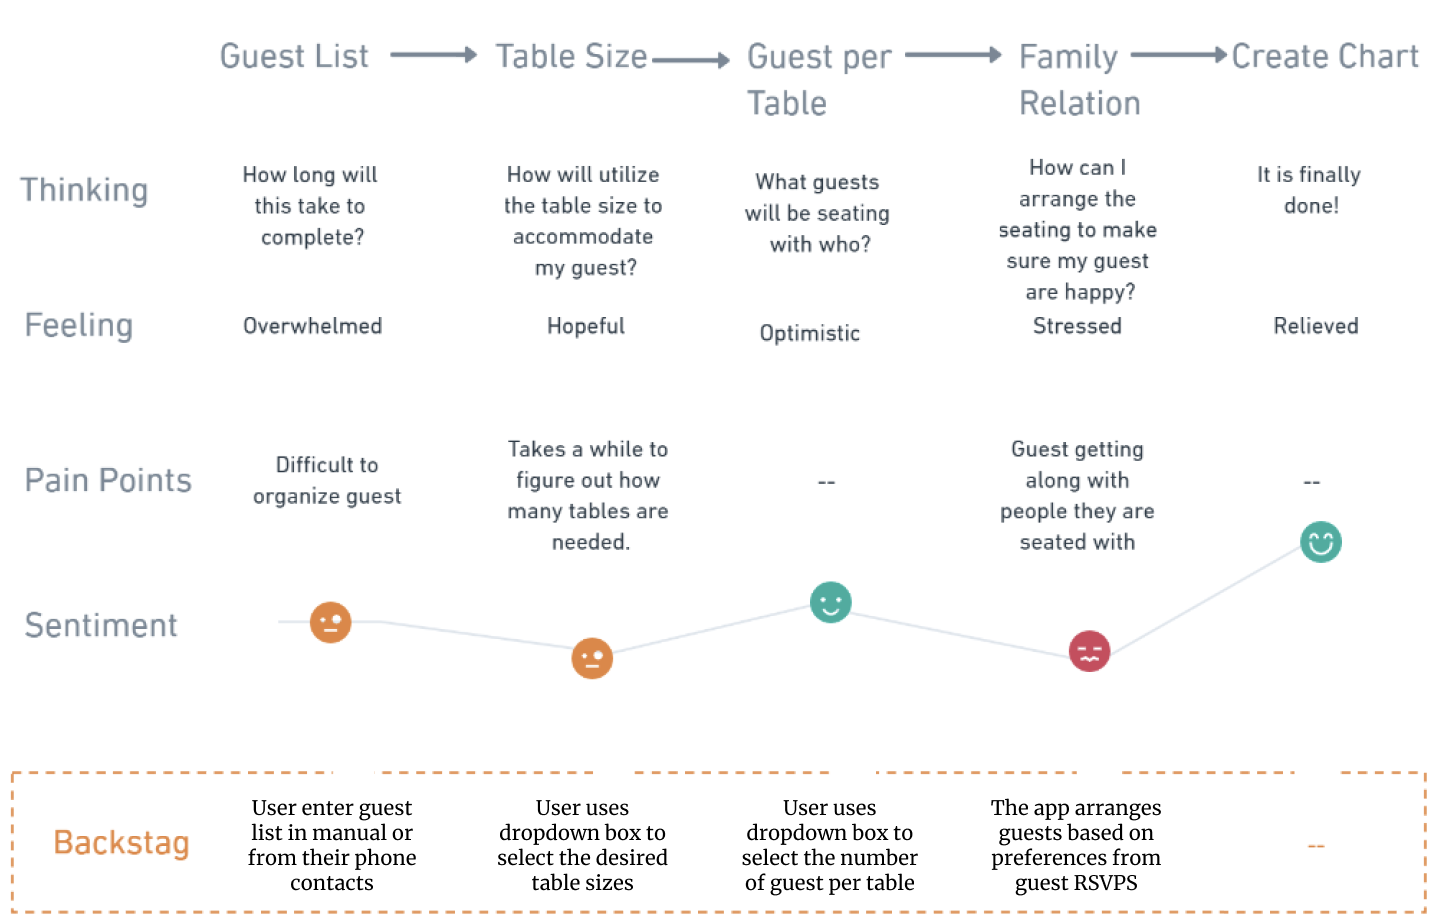 Guest List
Table Size
Guest per
Table
Family
Relation
Create Chart
Thinking
How long will
this take to
complete?
How will utilize
the table size to
accommodate
my guest?
What guests
will be seating
with who?
How can I
arrange the
seating to make
sure my guest
are happy?
It is finally
done!
Feeling
Overwhelmed
Hopeful
Optimistic
Stressed
Relieved
Pain Points
Difficult to
organize guest
Takes a while to
figure out how
many tables are
needed.
--
Guest getting
along with
people they are
seated with
--
Sentiment
Backstag
User enter guest
list in manual or
from their phone
contacts
User uses
dropdown box to
select the desired
table sizes
User uses
dropdown box to
select the number
of guest per table
The app arranges
guests based on
preferences from
guest RSVPS
--